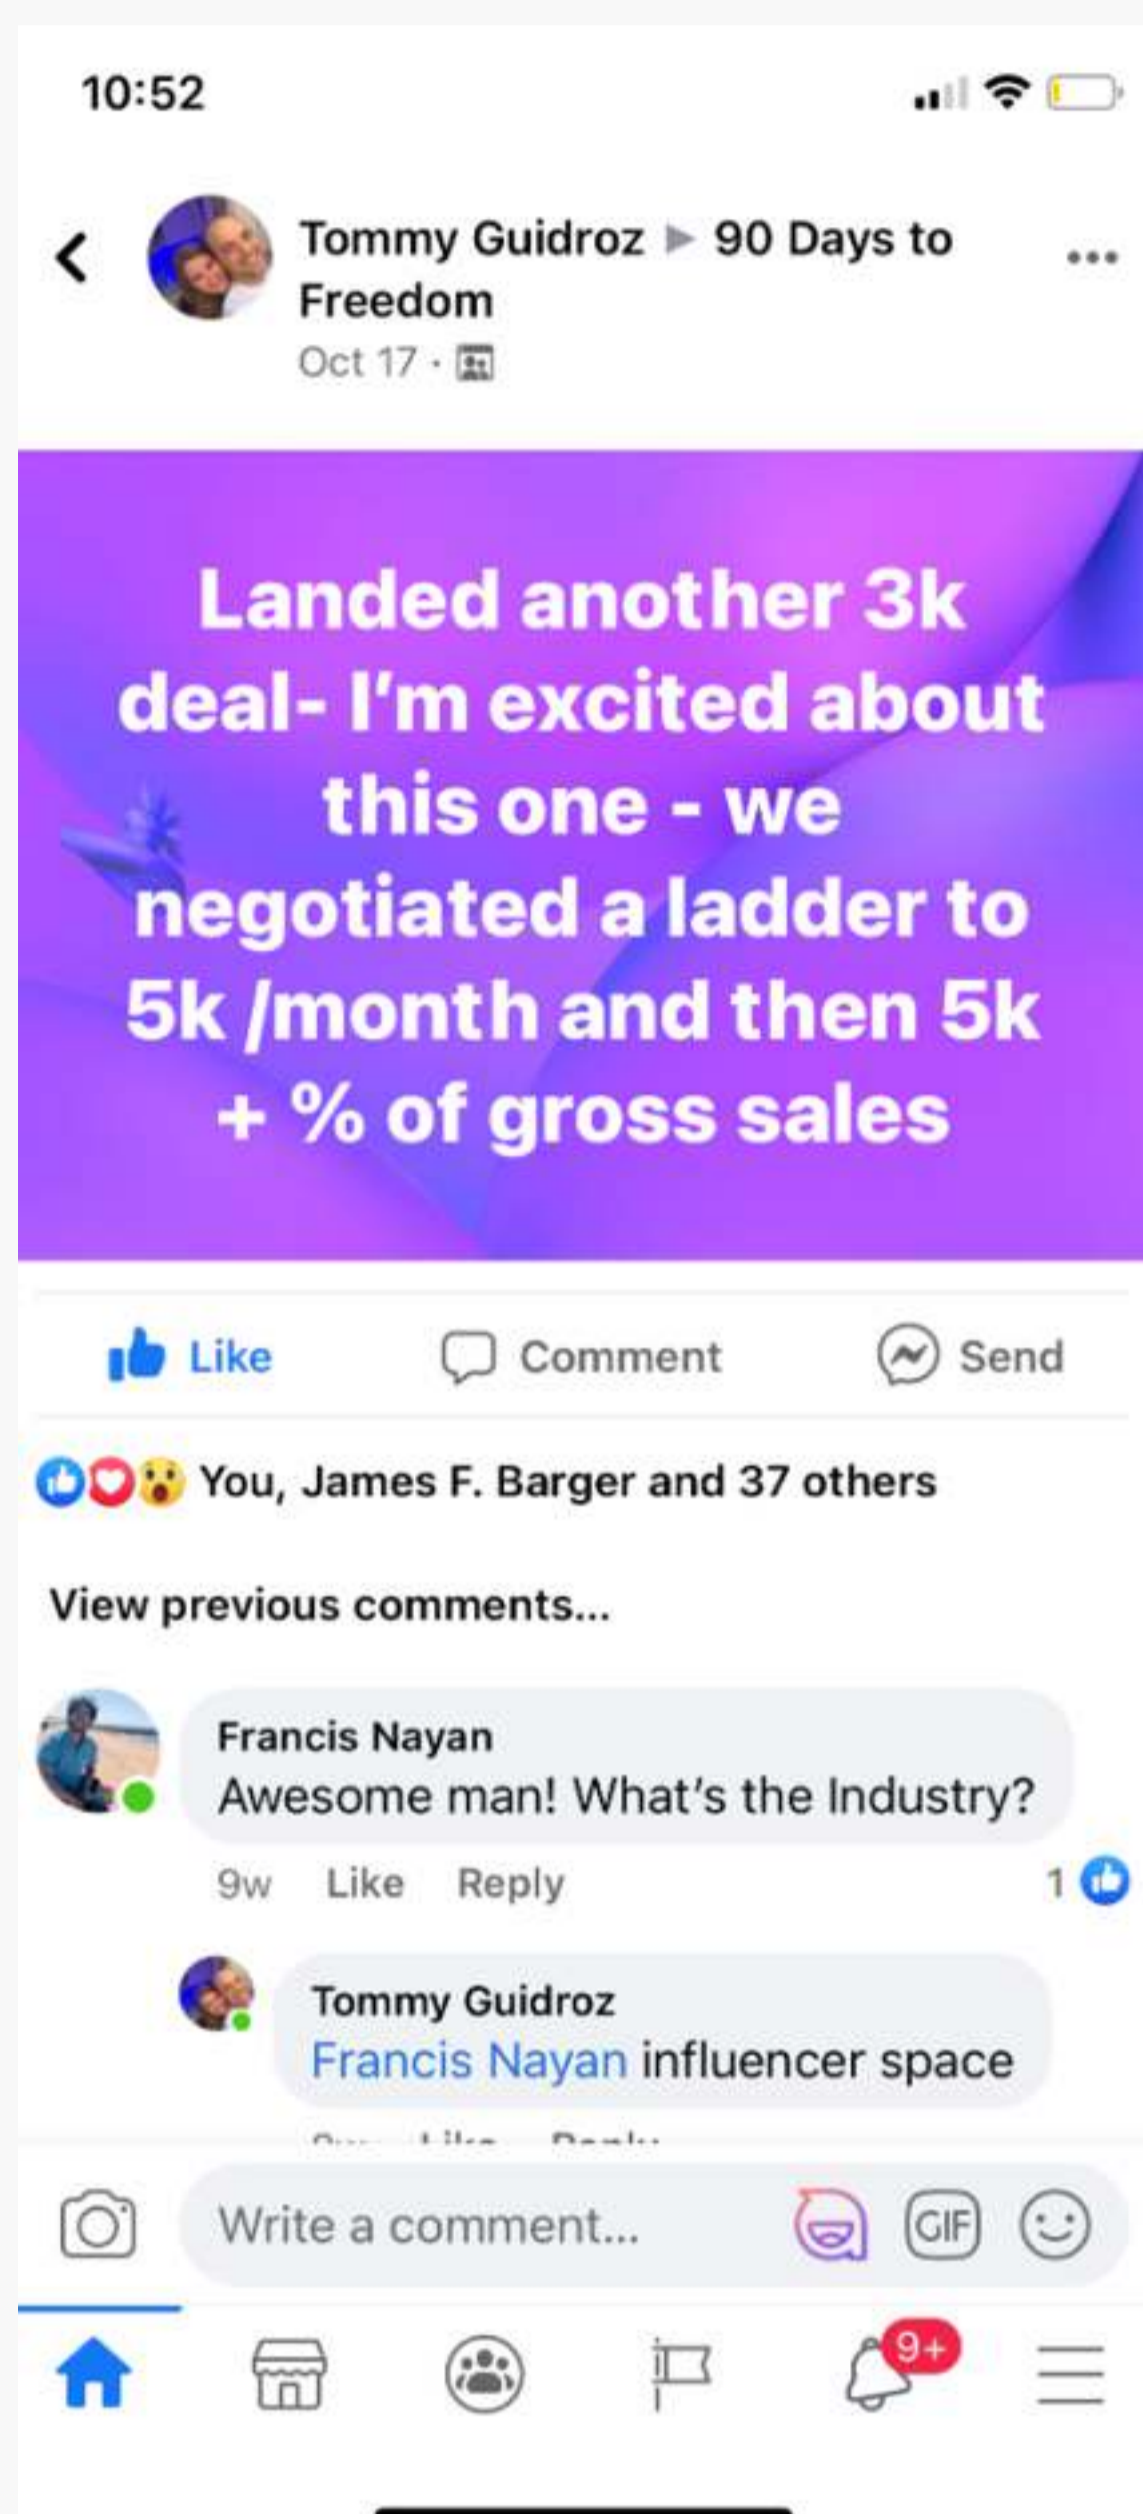 10:52
Tommy Guidroz ▶ 90 Days to
Freedom
Oct 17 ·
Landed another 3k
deal- I'm excited about
this one - we
negotiated a ladder to
5k /month and then 5k
+ % of gross sales
Like Comment Send
You, James F. Barger and 37 others
View previous comments...
Francis Nayan
Awesome man! What's the Industry?
9w Like Reply 1
Tommy Guidroz
Francis Nayan influencer space
Like Reply
Write a comment... GIF
9+